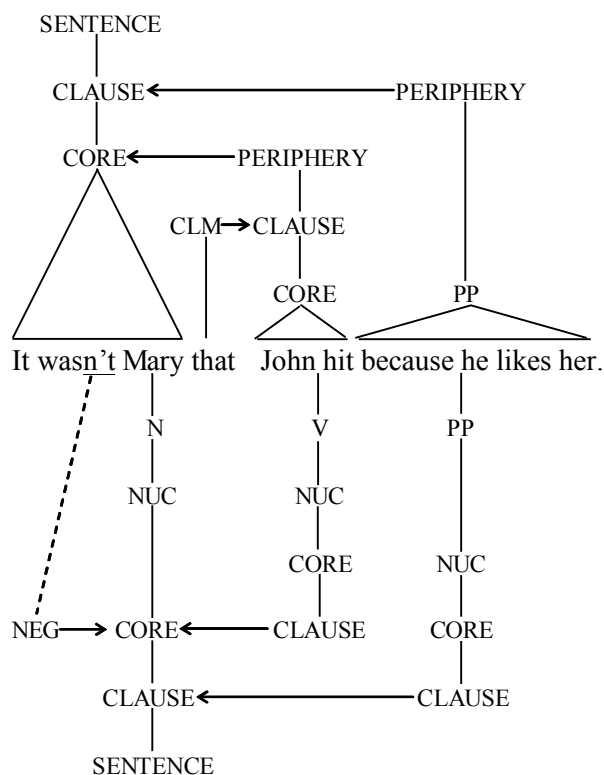 SENTENCE
CLAUSE PERIPHERY
CORE PERIPHERY
CLM CLAUSE
CORE PP
It wasn't Mary that John hit because he likes her.
N V PP
NUC NUC NUC
CORE
NEG CORE CLAUSE CORE
CLAUSE CLAUSE
SENTENCE